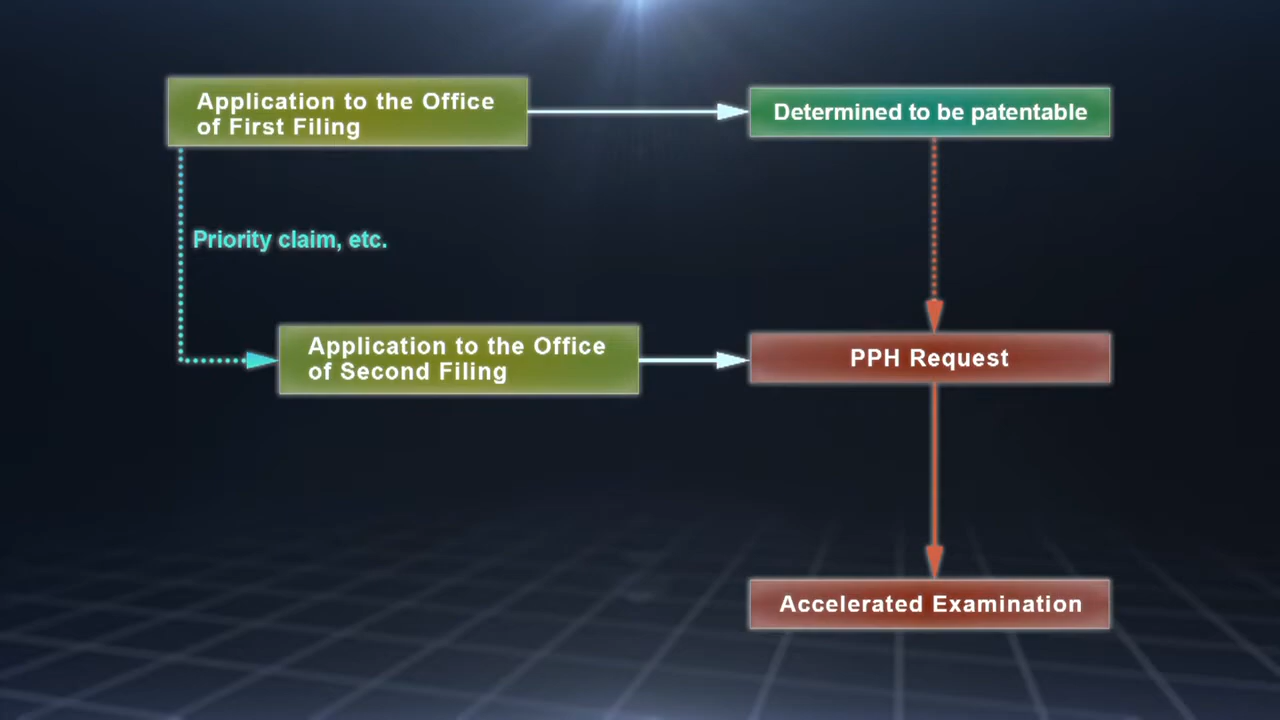 Application to the Office
of First Filing
Determined to be patentable
Priority claim, etc.
Application to the Office
of Second Filing
PPH Request
Accelerated Examination